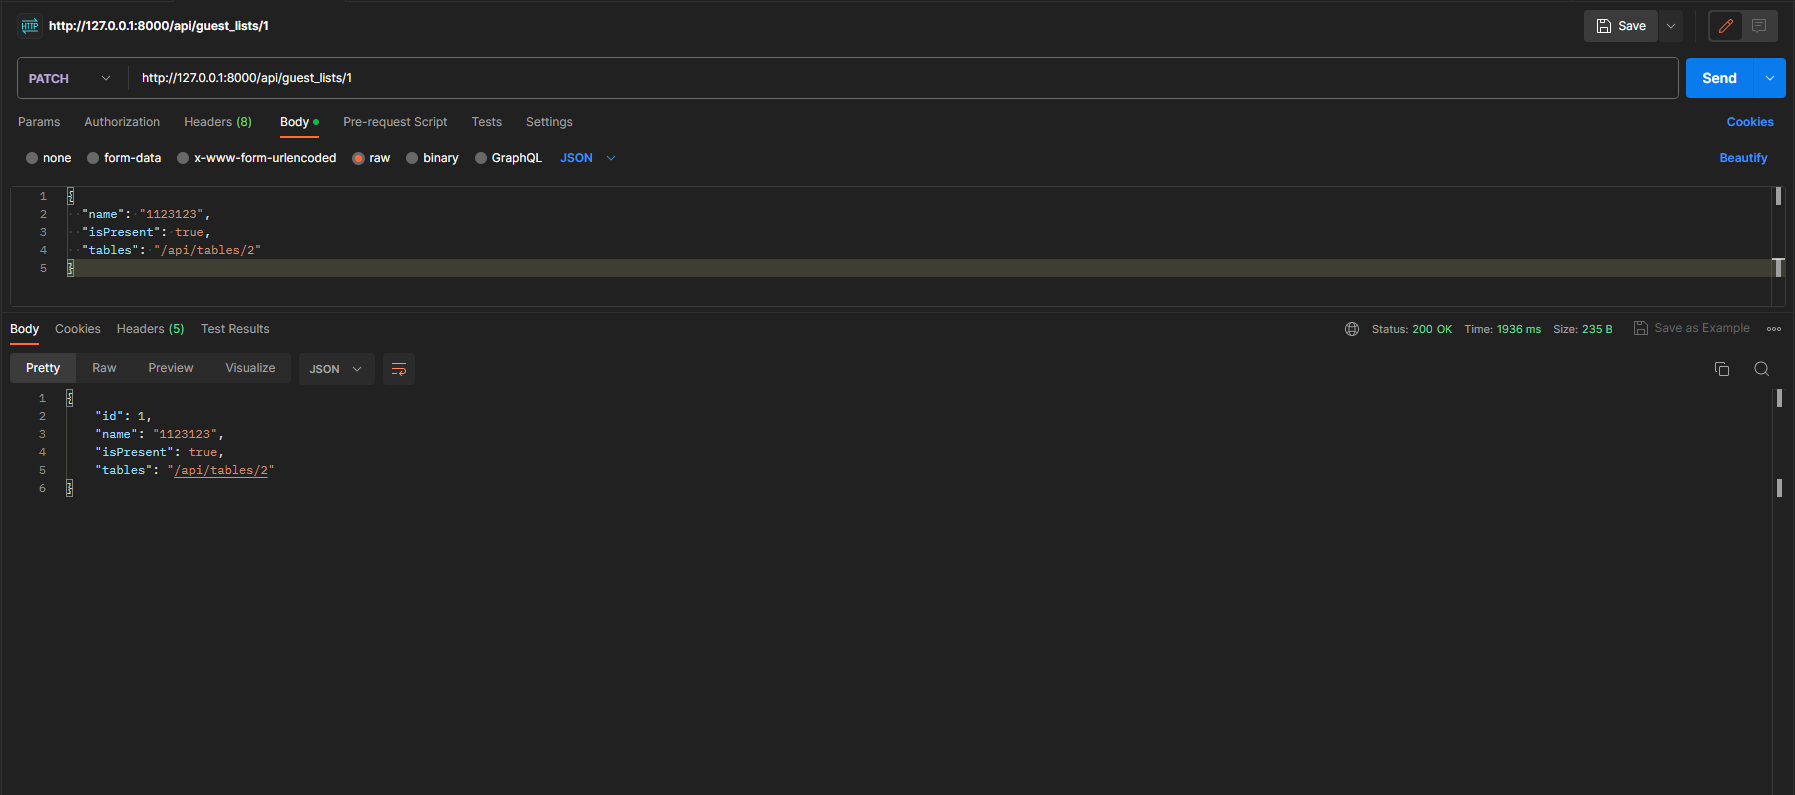 HTTP http://127.0.0.1:8000/api/guest_lists/1 Save
PATCH http://127.0.0.1:8000/api/guest_lists/1 Send
Params Authorization Headers (8) Body Pre-request Script Tests Settings Cookies
none form-data x-www-form-urlencoded raw binary GraphQL JSON Beautify
1 {
2 "name": "1123123",
3 "isPresent": true,
4 "tables": "/api/tables/2"
5 }
Body Cookies Headers (5) Test Results Status: 200 OK Time: 1936 ms Size: 235 B Save as Example
Pretty Raw Preview Visualize JSON
1 {
2 "id": 1,
3 "name": "1123123",
4 "isPresent": true,
5 "tables": "/api/tables/2"
6 }